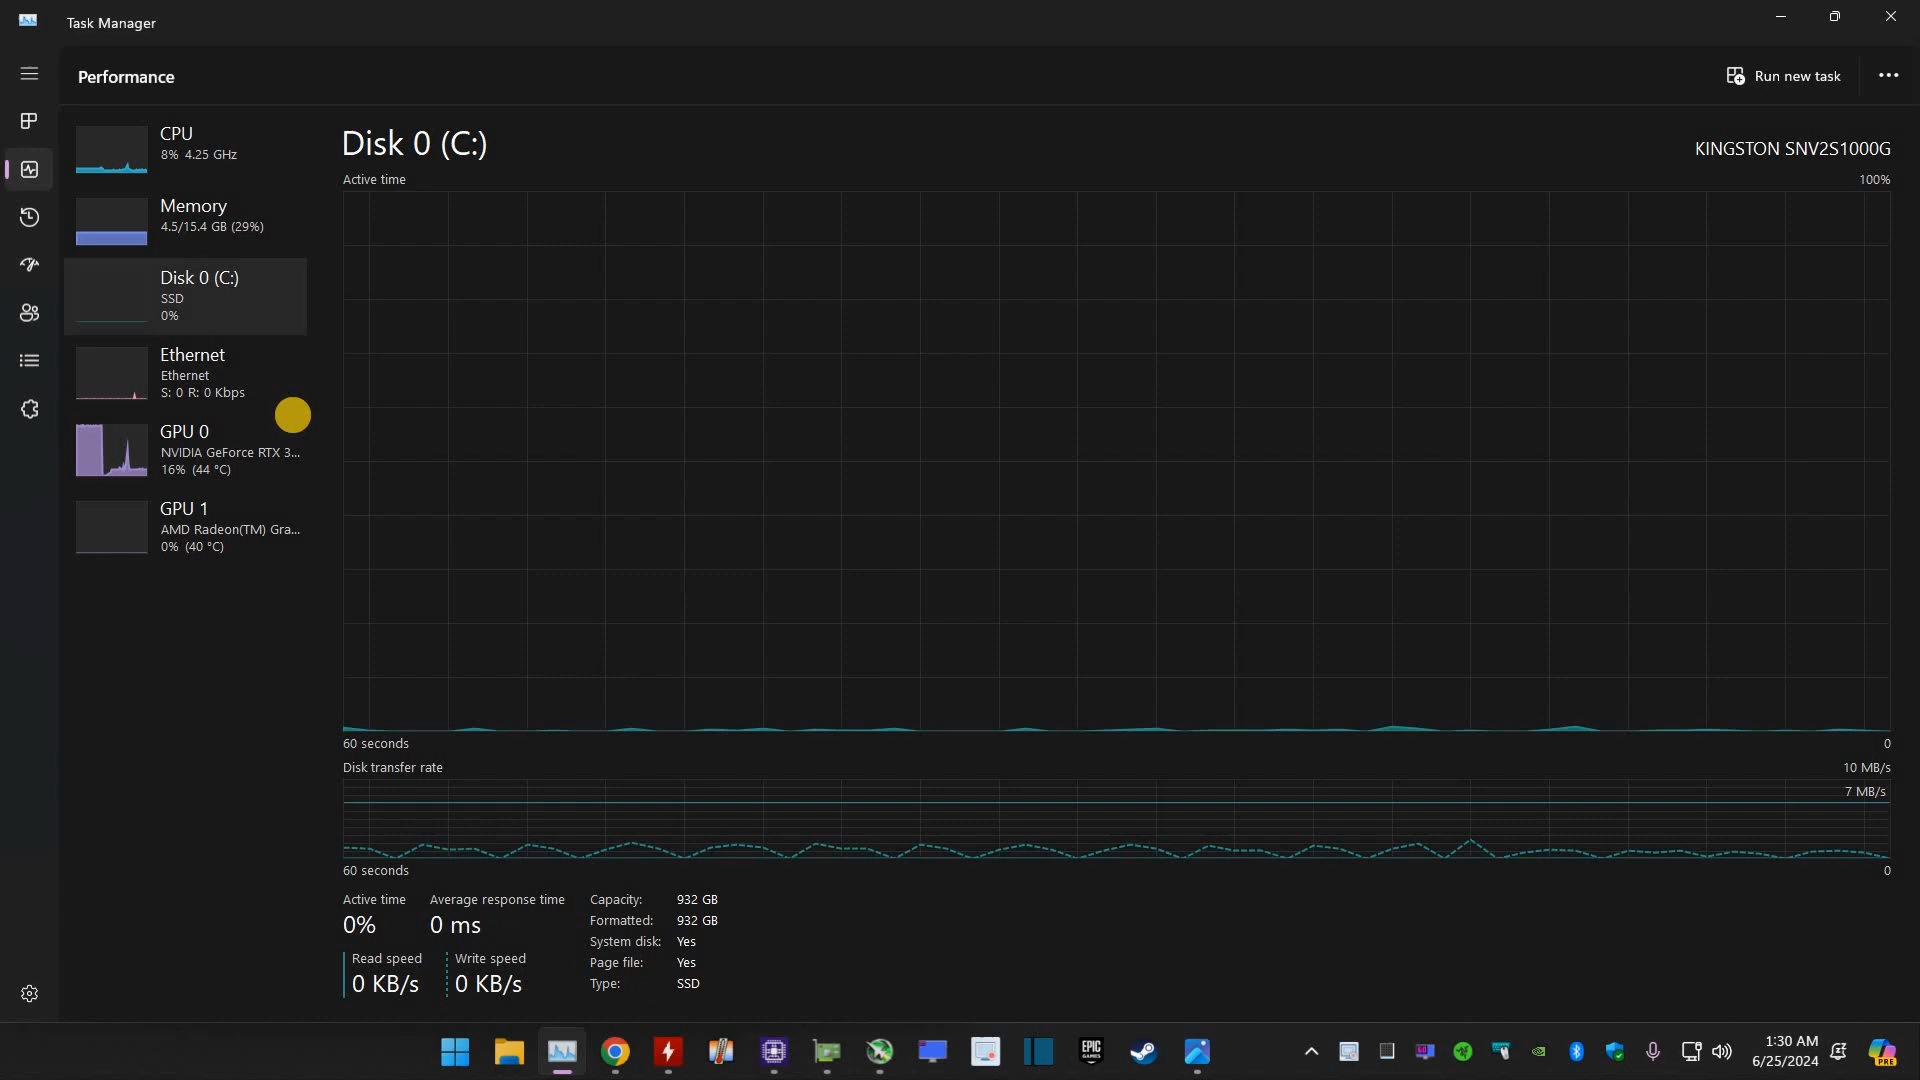 Task Manager
Performance
Run new task
CPU
8% 4.25 GHz
Memory
4.5/15.4 GB (29%)
Disk 0 (C:)
SSD
0%
Ethernet
Ethernet
S: 0 R: 0 Kbps
GPU 0
NVIDIA GeForce RTX 3...
16% (44 °C)
GPU 1
AMD Radeon(TM) Gra...
0% (40 °C)
Disk 0 (C:)
KINGSTON SNV2S1000G
Active time
100%
60 seconds
0
Disk transfer rate
10 MB/s
7 MB/s
60 seconds
0
Active time
0%
Average response time
0 ms
Read speed
0 KB/s
Write speed
0 KB/s
Capacity: 932 GB
Formatted: 932 GB
System disk: Yes
Page file: Yes
Type: SSD
EPIC
GAMES
1:30 AM
6/25/2024
PRE